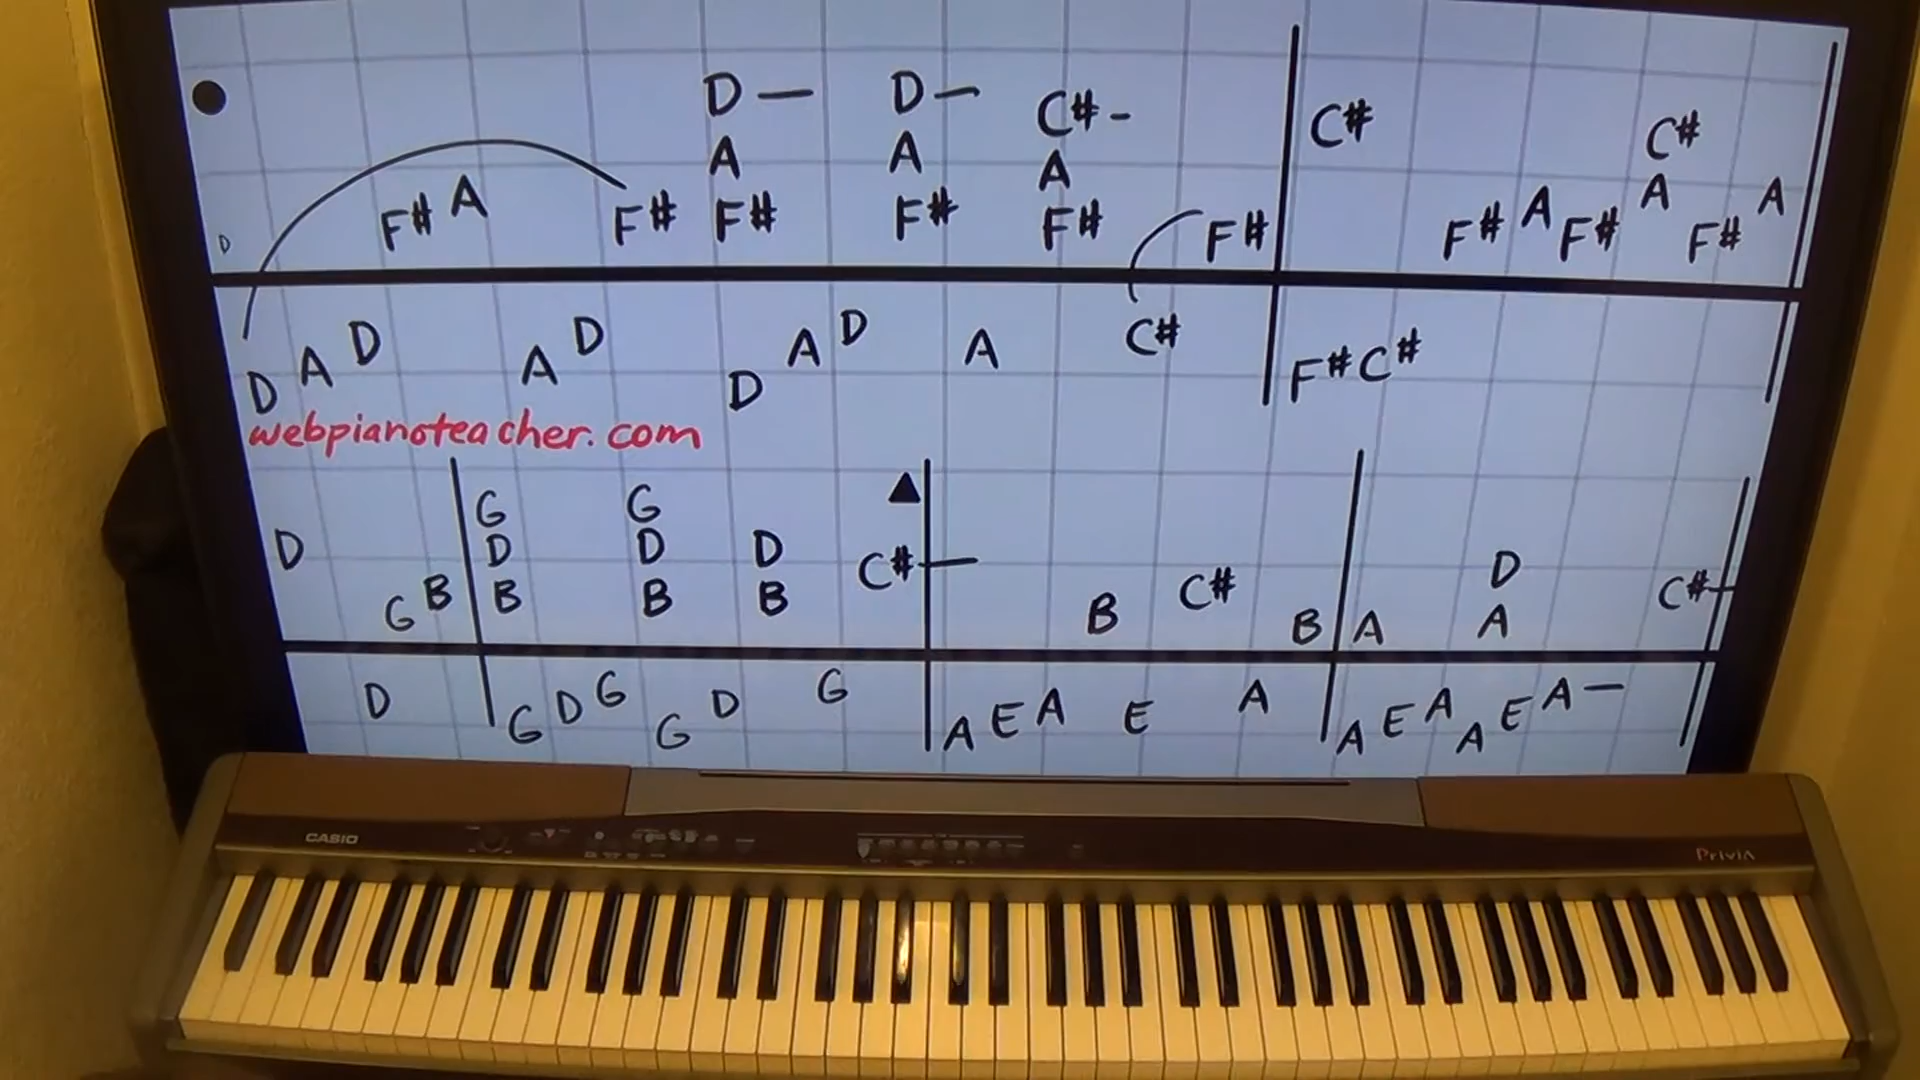 D — D – C# – C# C#
A A A A A
F# A F# F# F# F# F# F# A F# F#
D
D A D A D D A D A C# F# C#
webpianoteacher.com
G G
D D D D C# — D C# –
G B B B B B C# B A A
D G D G G D G A E A E A A E A A E A —
CASIO Privia